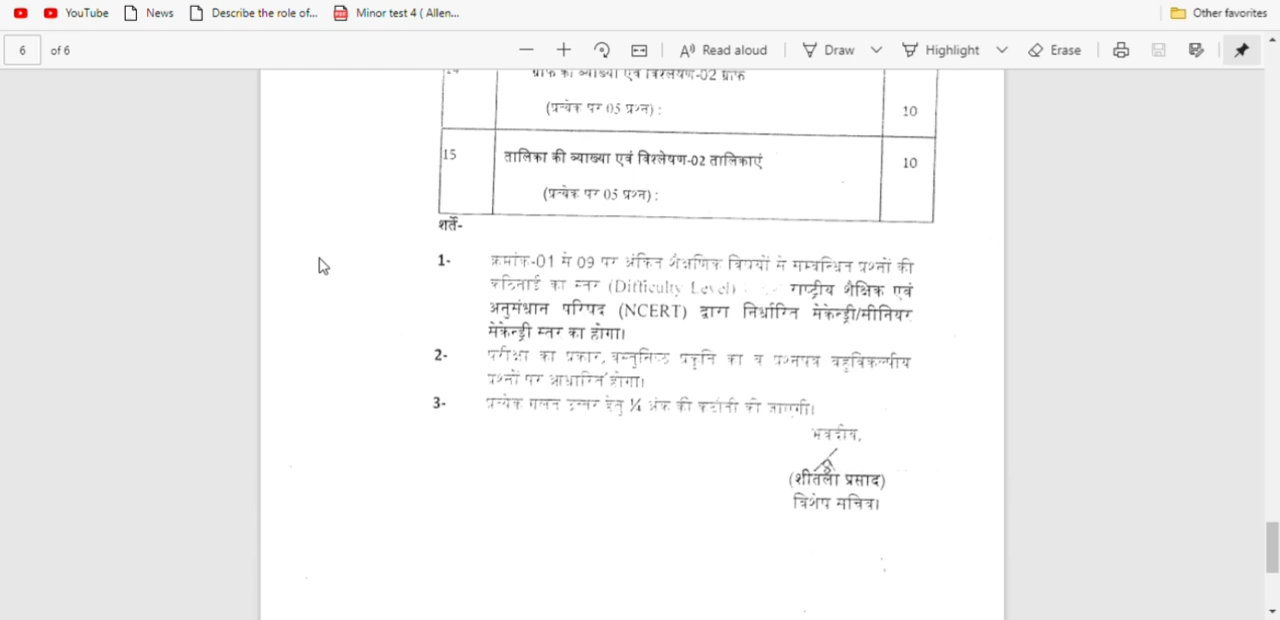 YouTube News Describe the role of... Minor test 4 ( Allen... Other favorites
6 of 6 Read aloud Draw Highlight Erase
14 ग्राफ की व्याख्या एवं विश्लेषण-02 ग्राफ
(प्रत्येक पर 05 प्रश्न) : 10
15 तालिका की व्याख्या एवं विश्लेषण-02 तालिकाएं 10
(प्रत्येक पर 05 प्रश्न) :
शर्ते-
1- क्रमांक-01 से 09 पर अंकित शैक्षणिक विषयों से सम्बन्धित प्रश्नों की
कठिनाई का स्तर (Difficulty Level) राष्ट्रीय शैक्षिक एवं
अनुसंधान परिषद (NCERT) द्वारा निर्धारित सेकेन्ड्री/सीनियर
सेकेन्ड्री स्तर का होगा।
2- परीक्षा का प्रकार, वस्तुनिष्ठ प्रकृति का व प्रश्नपत्र बहुविकल्पीय
प्रश्नों पर आधारित होगा।
3- प्रत्येक गलत उत्तर हेतु ¼ अंक की कटौती की जाएगी।
भवदीय,
(शीतला प्रसाद)
विशेष सचिव।